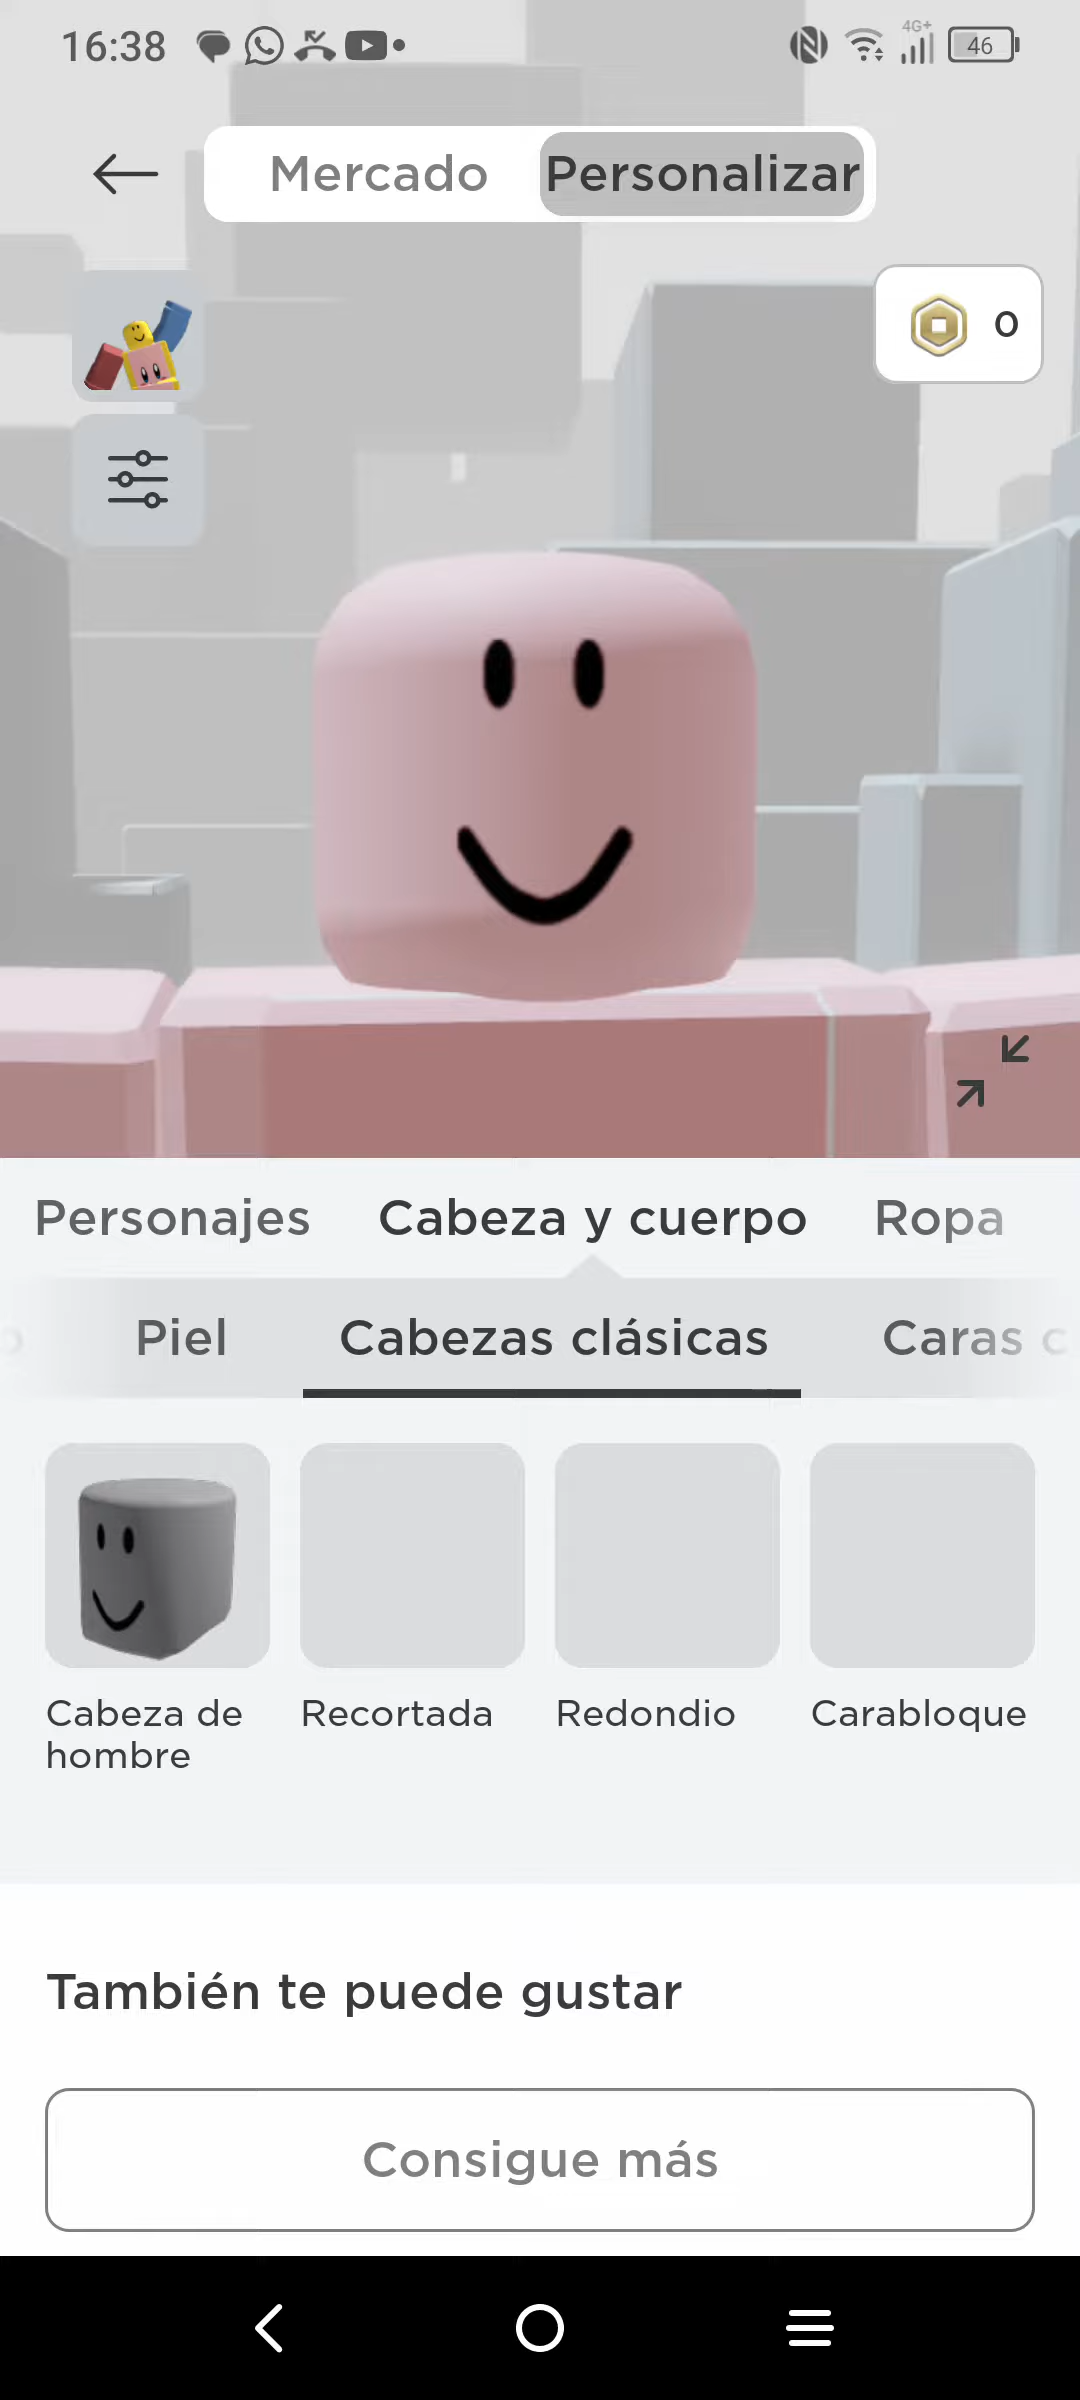 16:38
4G+
46
Mercado
Personalizar
0
Personajes
Cabeza y cuerpo
Ropa
Piel
Cabezas clásicas
Caras c
Cabeza de
hombre
Recortada
Redondio
Carabloque
También te puede gustar
Consigue más